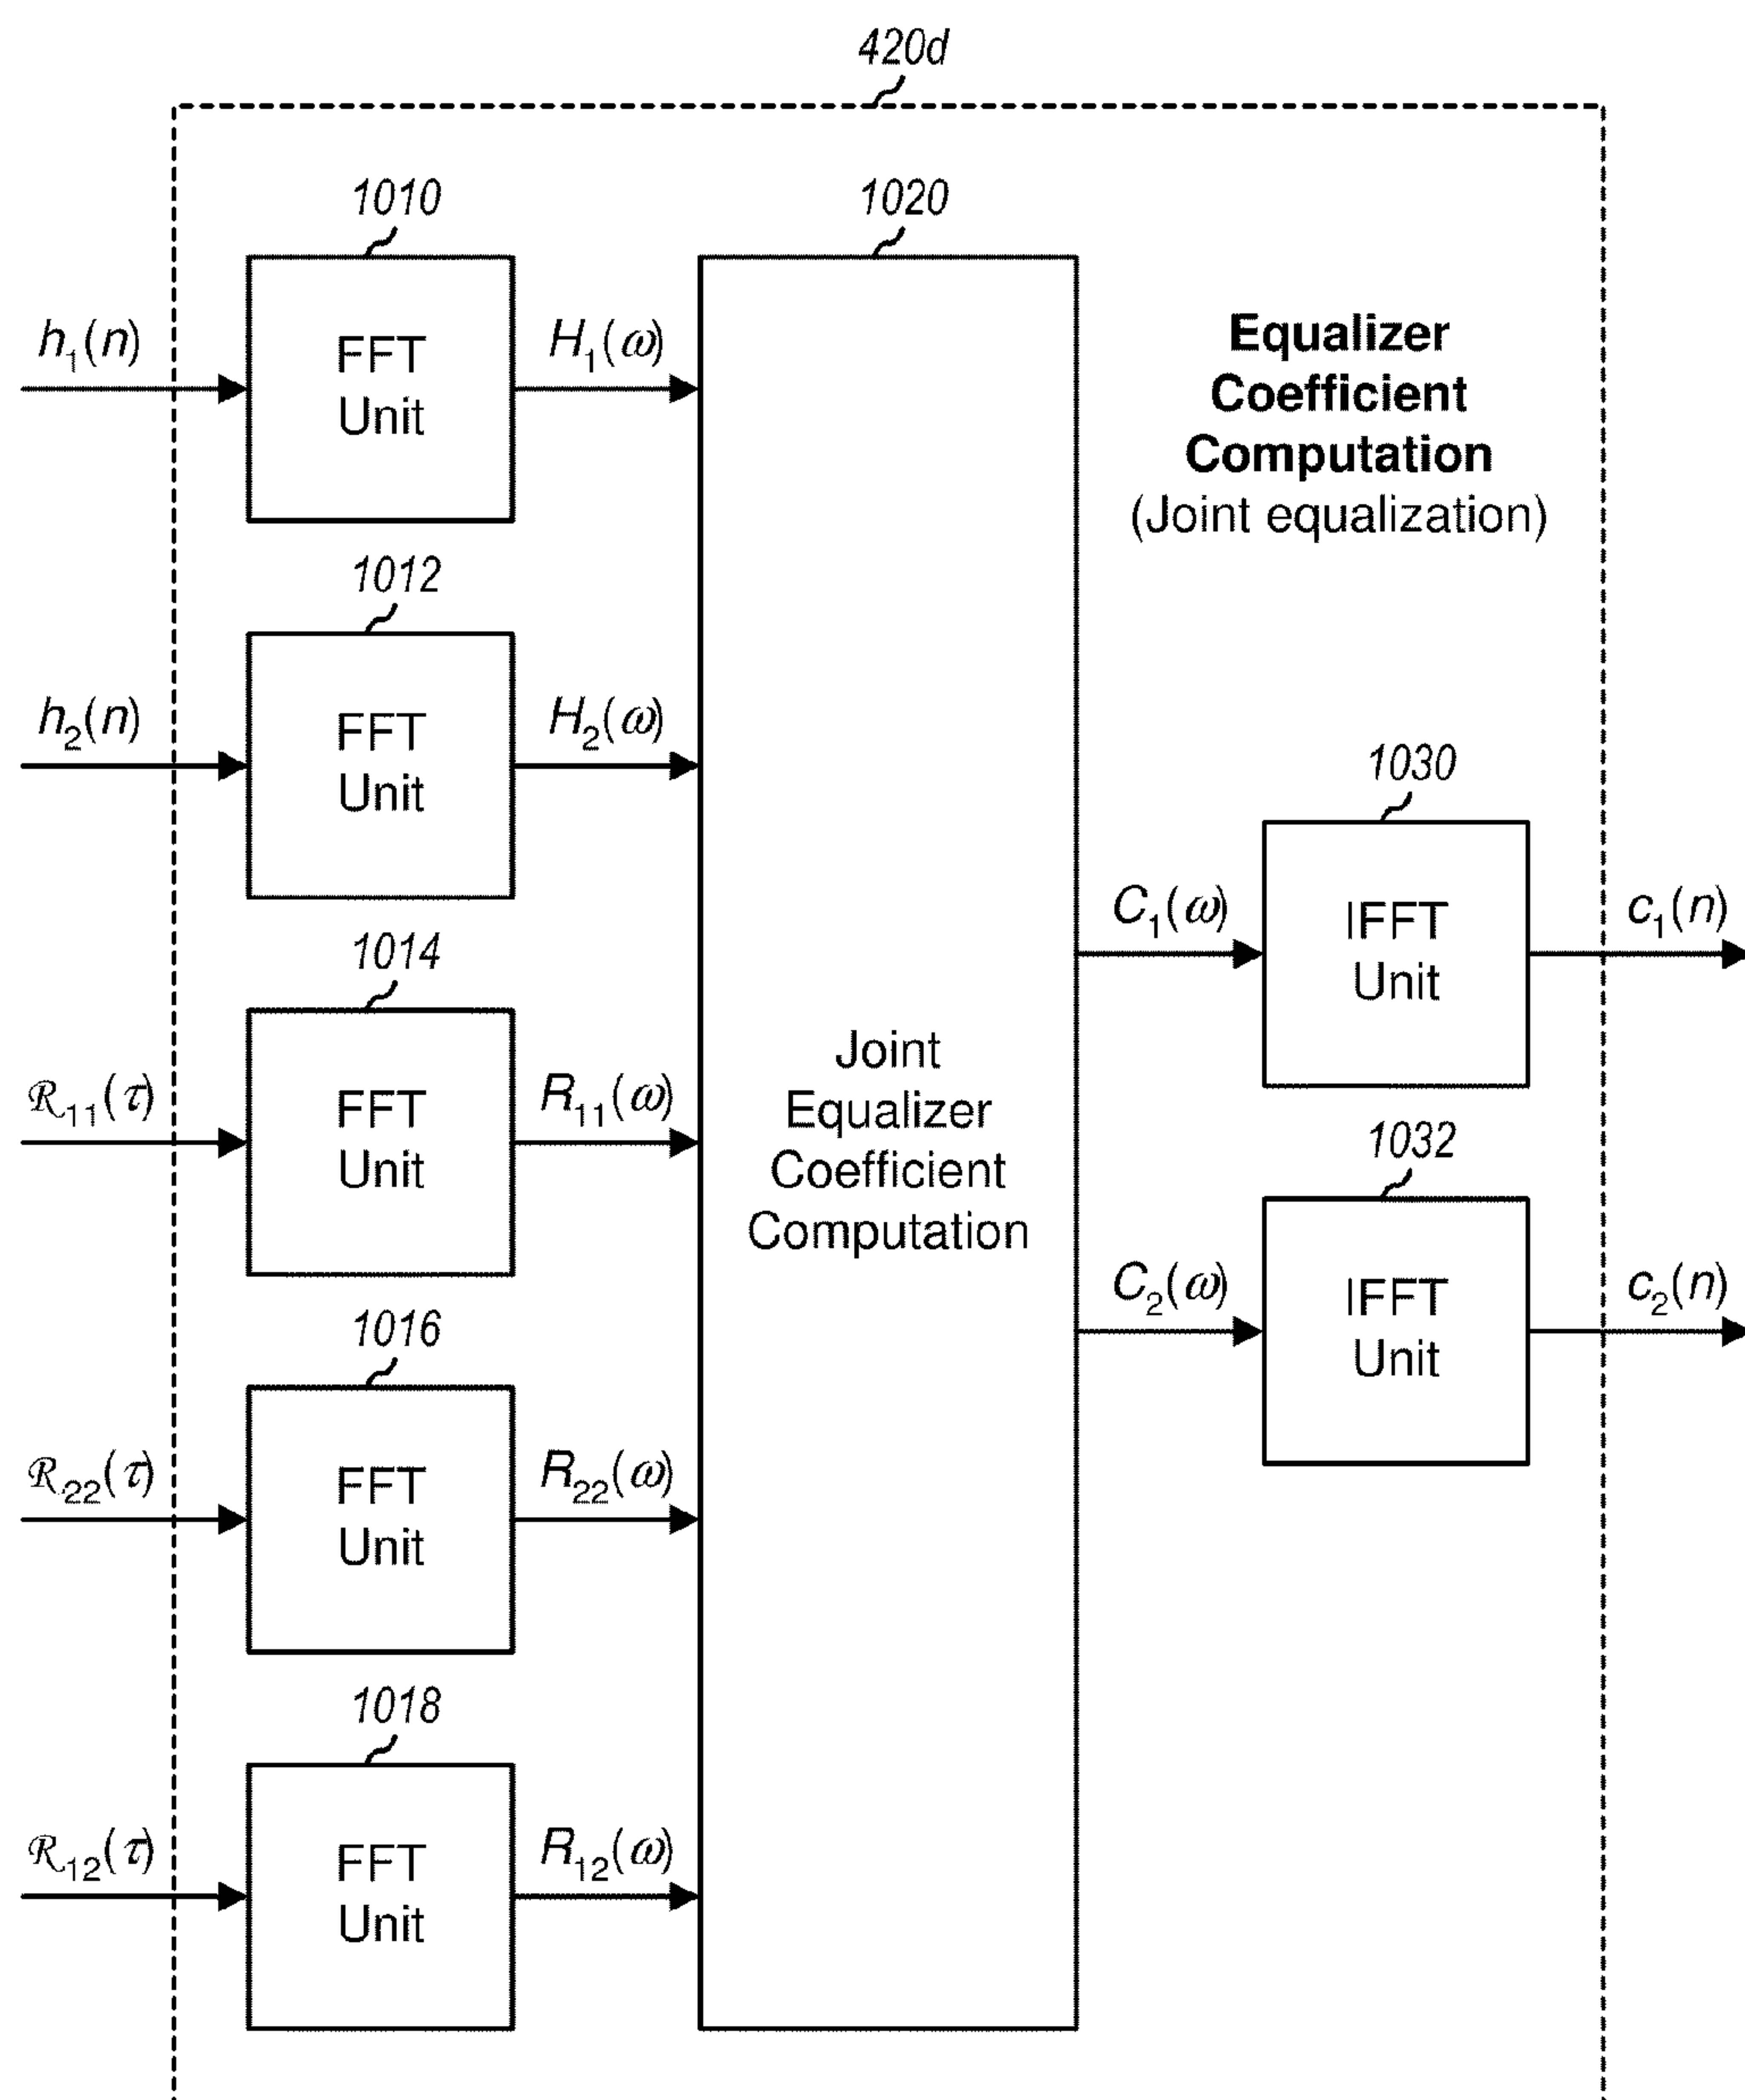 420d
1010
1020
h₁(n)
FFT
Unit
H₁(ω)
Equalizer
Coefficient
Computation
(Joint equalization)
1012
h₂(n)
FFT
Unit
H₂(ω)
1014
ℛ₁₁(τ)
FFT
Unit
R₁₁(ω)
Joint
Equalizer
Coefficient
Computation
1030
C₁(ω)
IFFT
Unit
c₁(n)
1032
C₂(ω)
IFFT
Unit
c₂(n)
1016
ℛ₂₂(τ)
FFT
Unit
R₂₂(ω)
1018
ℛ₁₂(τ)
FFT
Unit
R₁₂(ω)